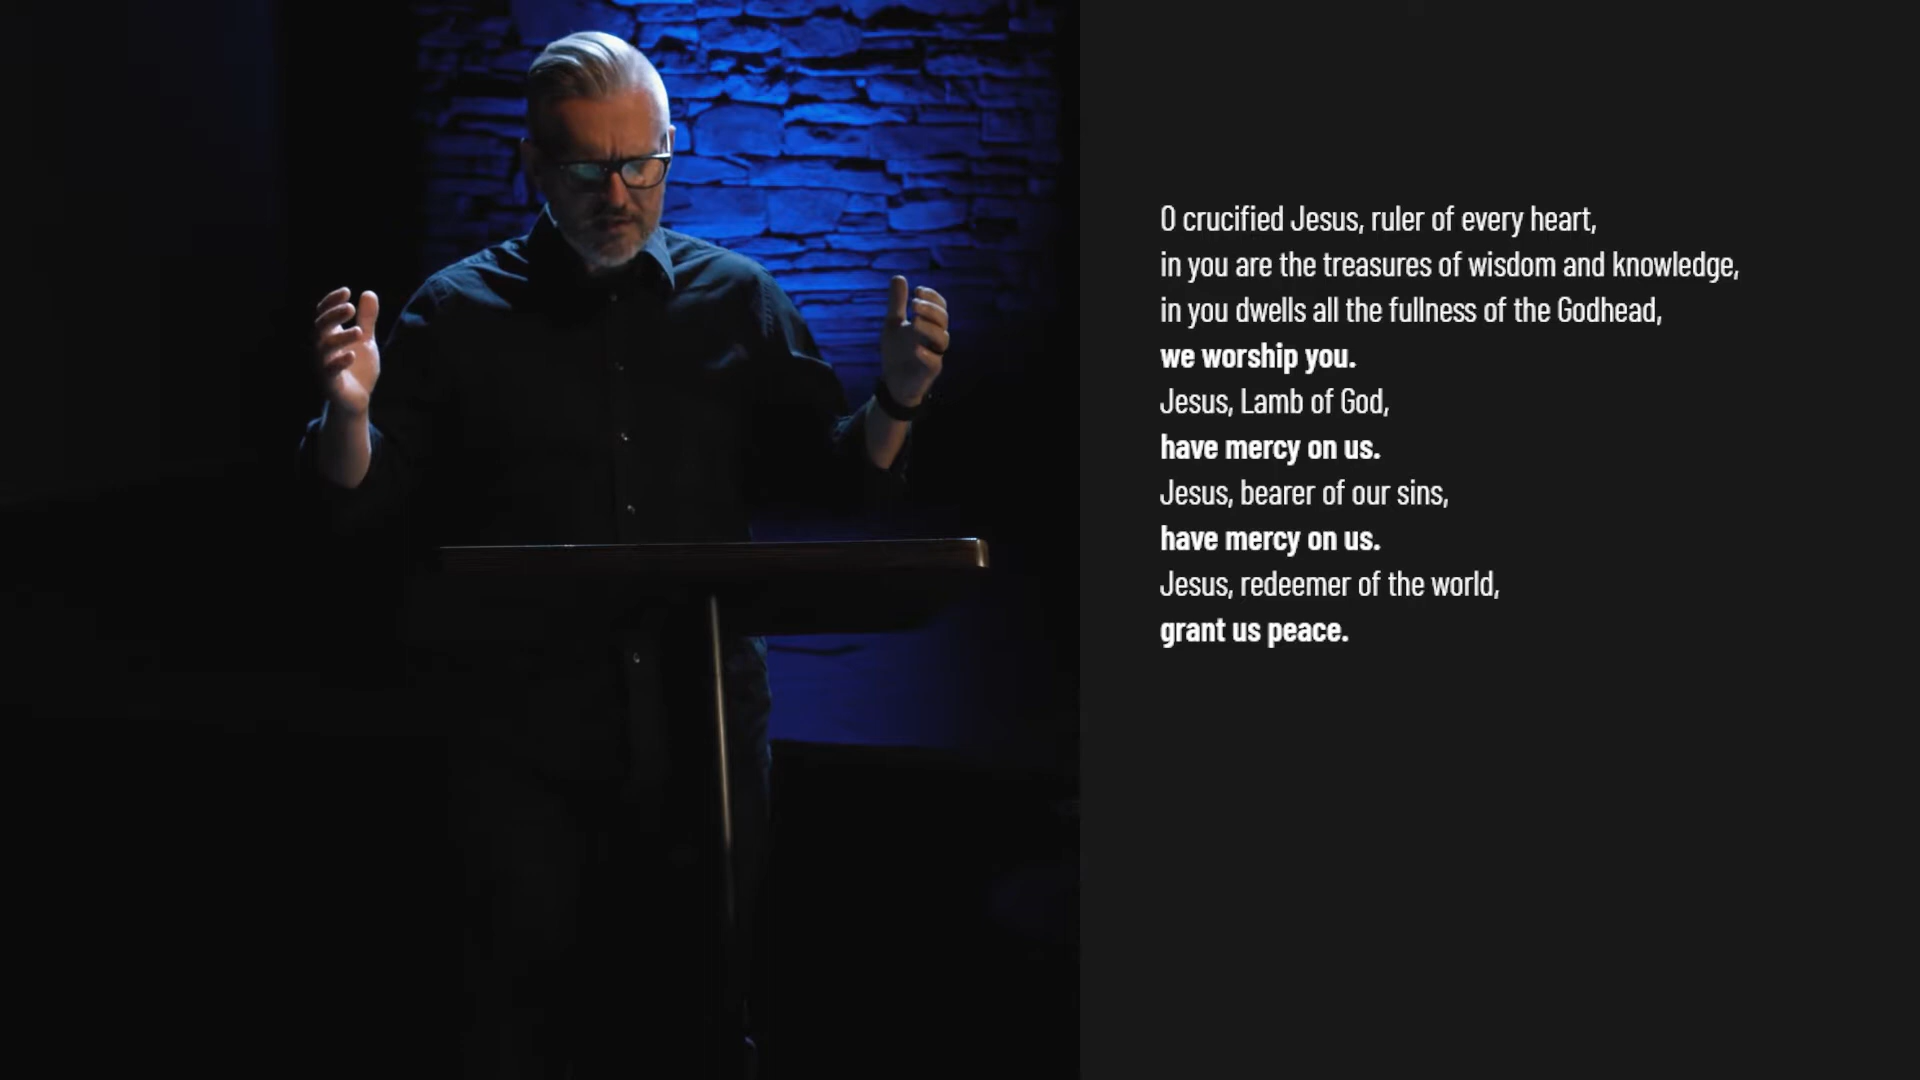 O crucified Jesus, ruler of every heart,
in you are the treasures of wisdom and knowledge,
in you dwells all the fullness of the Godhead,
we worship you.
Jesus, Lamb of God,
have mercy on us.
Jesus, bearer of our sins,
have mercy on us.
Jesus, redeemer of the world,
grant us peace.